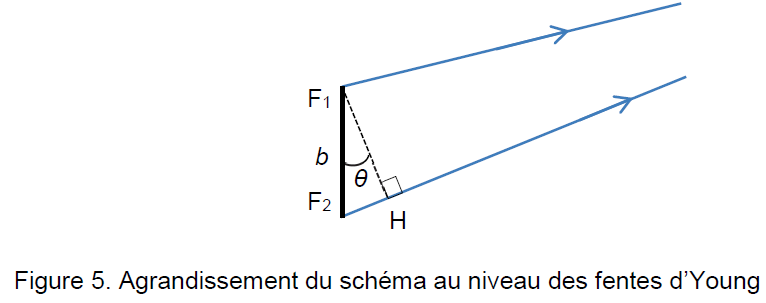 F1
b
θ
F2
H
Figure 5. Agrandissement du schéma au niveau des fentes d’Young